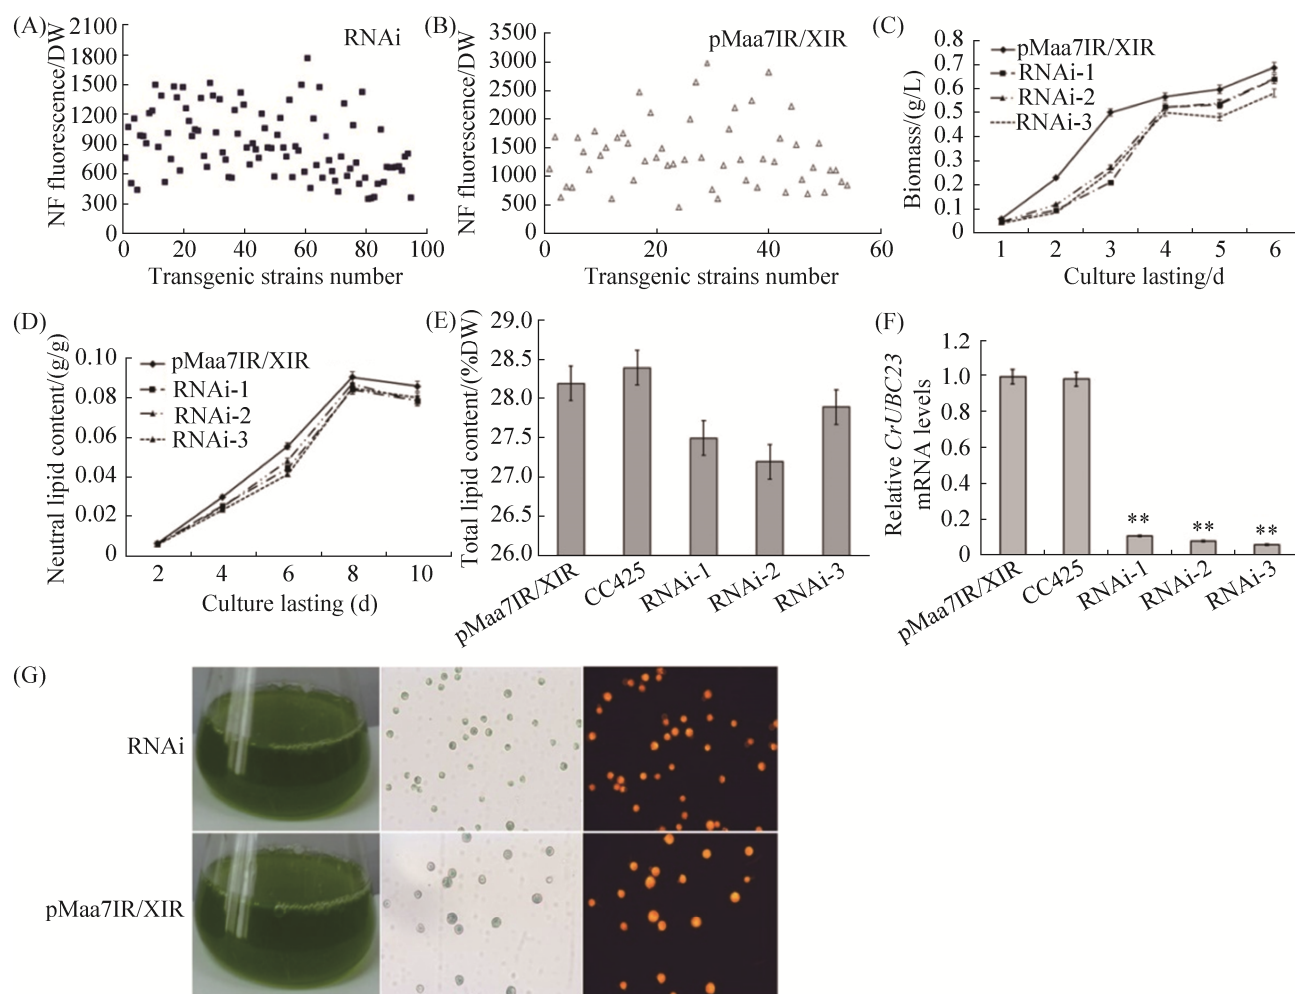 (A)
NF fluorescence/DW
2100
1800
1500
1200
900
600
300
0
RNAi
0 20 40 60 80 100
Transgenic strains number
(B)
NF fluorescence/DW
3500
3000
2500
2000
1500
1000
500
0
pMaa7IR/XIR
0 20 40 60
Transgenic strains number
(C)
Biomass/(g/L)
0.8
0.7
0.6
0.5
0.4
0.3
0.2
0.1
0
pMaa7IR/XIR
RNAi-1
RNAi-2
RNAi-3
1 2 3 4 5 6
Culture lasting/d
(D)
Neutral lipid content/(g/g)
0.10
0.08
0.06
0.04
0.02
0
pMaa7IR/XIR
RNAi-1
RNAi-2
RNAi-3
2 4 6 8 10
Culture lasting (d)
(E)
Total lipid content/(%DW)
29.0
28.5
28.0
27.5
27.0
26.5
26.0
pMaa7IR/XIR
CC425
RNAi-1
RNAi-2
RNAi-3
(F)
Relative CrUBC23
mRNA levels
1.2
1.0
0.8
0.6
0.4
0.2
0
** ** **
pMaa7IR/XIR
CC425
RNAi-1
RNAi-2
RNAi-3
(G)
RNAi
pMaa7IR/XIR